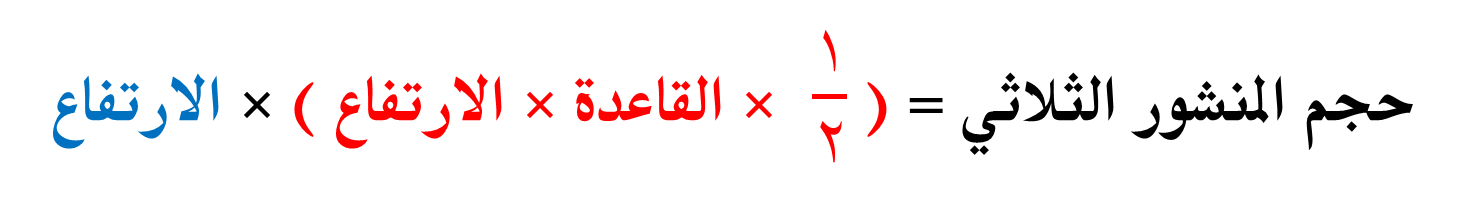 حجم المنشور الثلاثي = ( ١/٢ × القاعدة × الارتفاع ) × الارتفاع